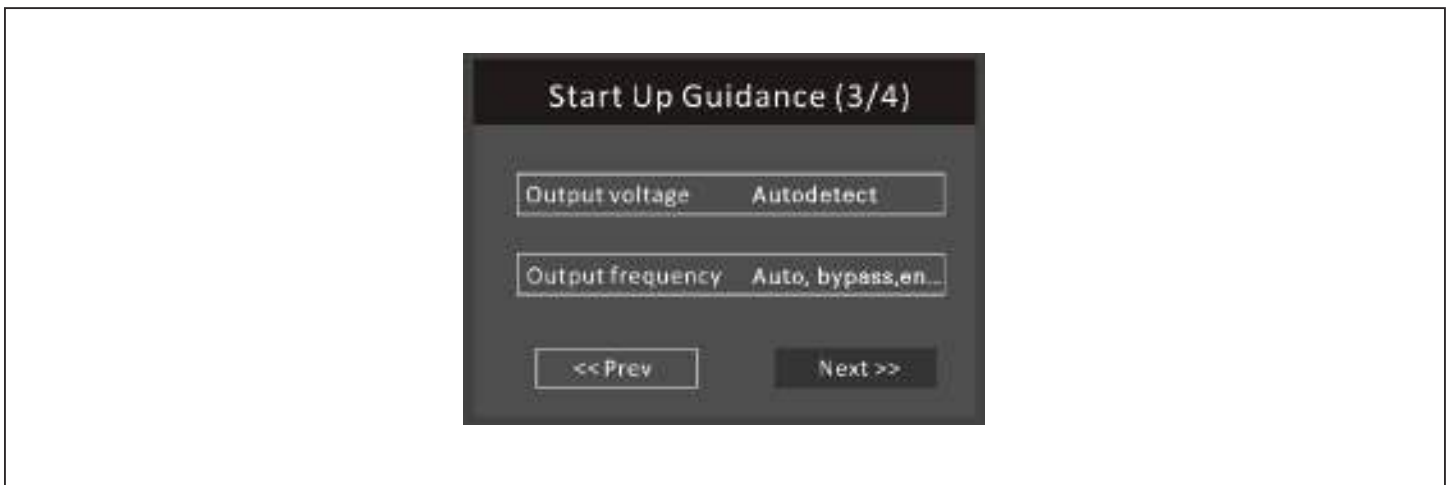 Start Up Guidance (3/4)
Output voltage Autodetect
Output frequency Auto, bypass,en...
<< Prev Next >>